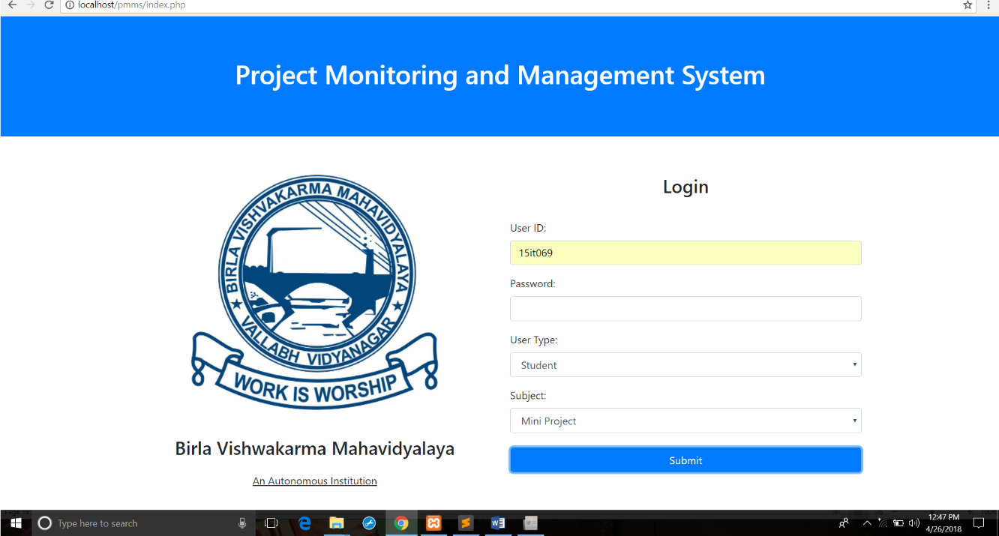 localhost/pmms/index.php
Project Monitoring and Management System
BIRLA VISHVAKARMA MAHAVIDYALAYA
VALLABH VIDYANAGAR
WORK IS WORSHIP
Birla Vishwakarma Mahavidyalaya
An Autonomous Institution
Login
User ID:
15it069
Password:
User Type:
Student
Subject:
Mini Project
Submit
Type here to search
12:47 PM
4/26/2018